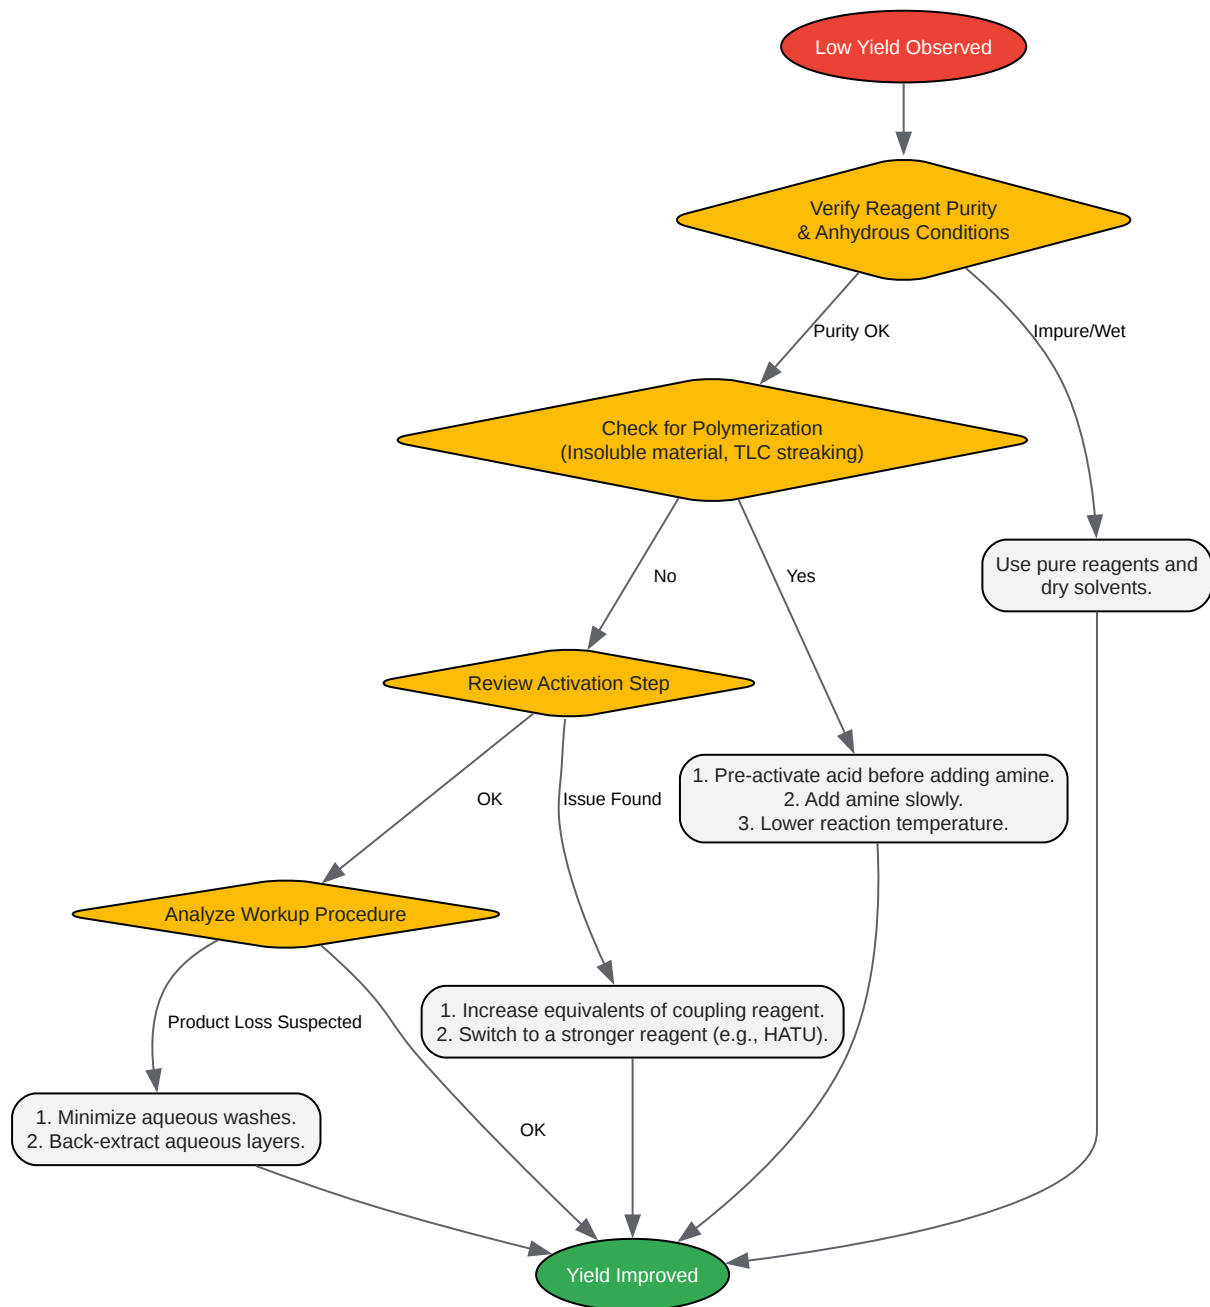 Low Yield Observed
Verify Reagent Purity
& Anhydrous Conditions
Purity OK
Impure/Wet
Check for Polymerization
(Insoluble material, TLC streaking)
No
Yes
Use pure reagents and
dry solvents.
Review Activation Step
OK
Issue Found
1. Pre-activate acid before adding amine.
2. Add amine slowly.
3. Lower reaction temperature.
Analyze Workup Procedure
Product Loss Suspected
1. Increase equivalents of coupling reagent.
2. Switch to a stronger reagent (e.g., HATU).
1. Minimize aqueous washes.
2. Back-extract aqueous layers.
OK
Yield Improved